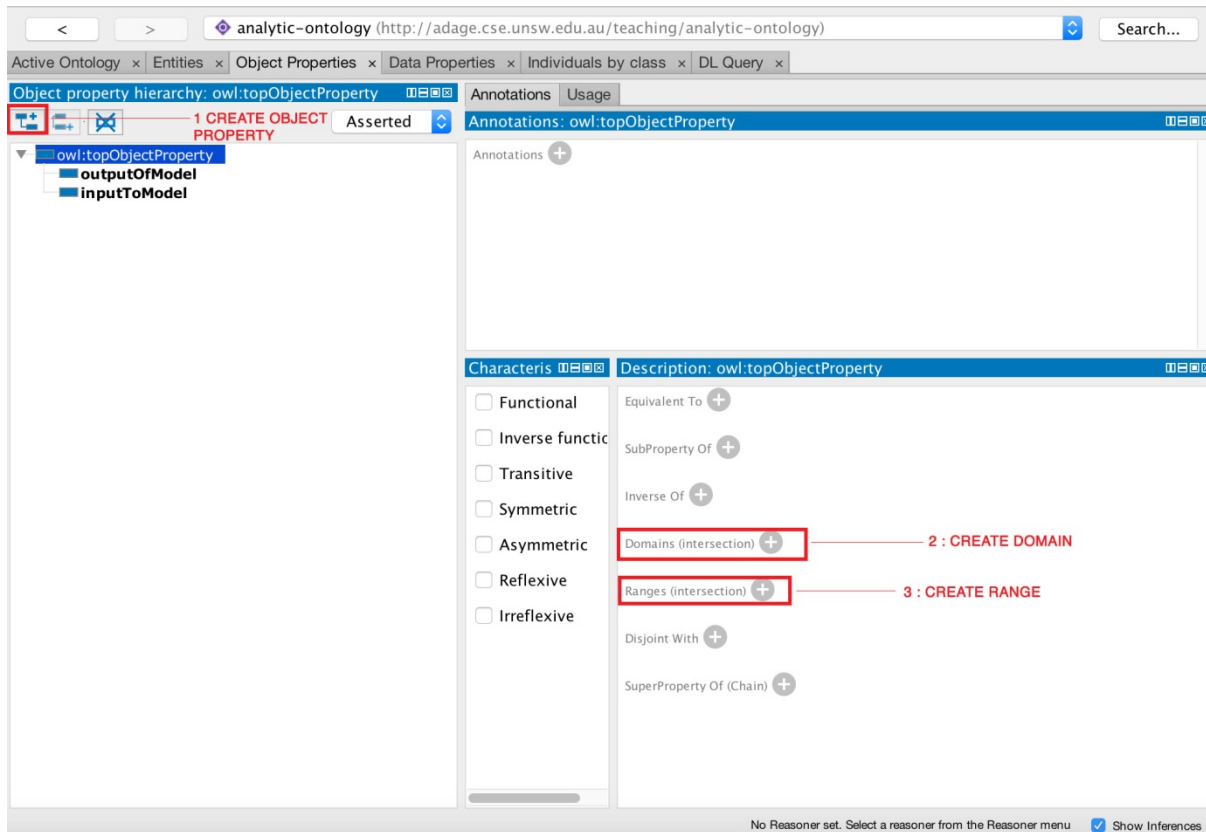 < > analytic-ontology (http://adage.cse.unsw.edu.au/teaching/analytic-ontology) Search...
Active Ontology × Entities × Object Properties × Data Properties × Individuals by class × DL Query ×
Object property hierarchy: owl:topObjectProperty
1 CREATE OBJECT
PROPERTY
Asserted
owl:topObjectProperty
outputOfModel
inputToModel
Annotations Usage
Annotations: owl:topObjectProperty
Annotations
Characteris
Functional
Inverse functic
Transitive
Symmetric
Asymmetric
Reflexive
Irreflexive
Description: owl:topObjectProperty
Equivalent To
SubProperty Of
Inverse Of
Domains (intersection)
2 : CREATE DOMAIN
Ranges (intersection)
3 : CREATE RANGE
Disjoint With
SuperProperty Of (Chain)
No Reasoner set. Select a reasoner from the Reasoner menu Show Inferences